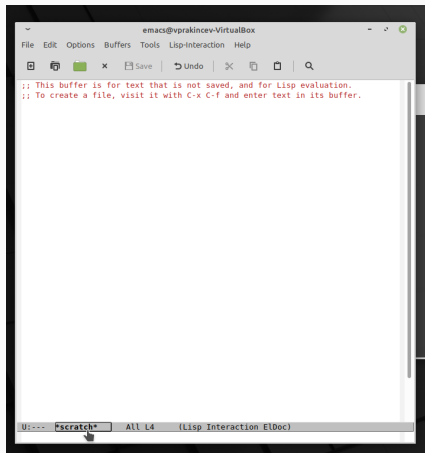 emacs@vprakincev-VirtualBox
File Edit Options Buffers Tools Lisp-Interaction Help
Save Undo
;; This buffer is for text that is not saved, and for Lisp evaluation.
;; To create a file, visit it with C-x C-f and enter text in its buffer.
U:--- *scratch* All L4 (Lisp Interaction ElDoc)